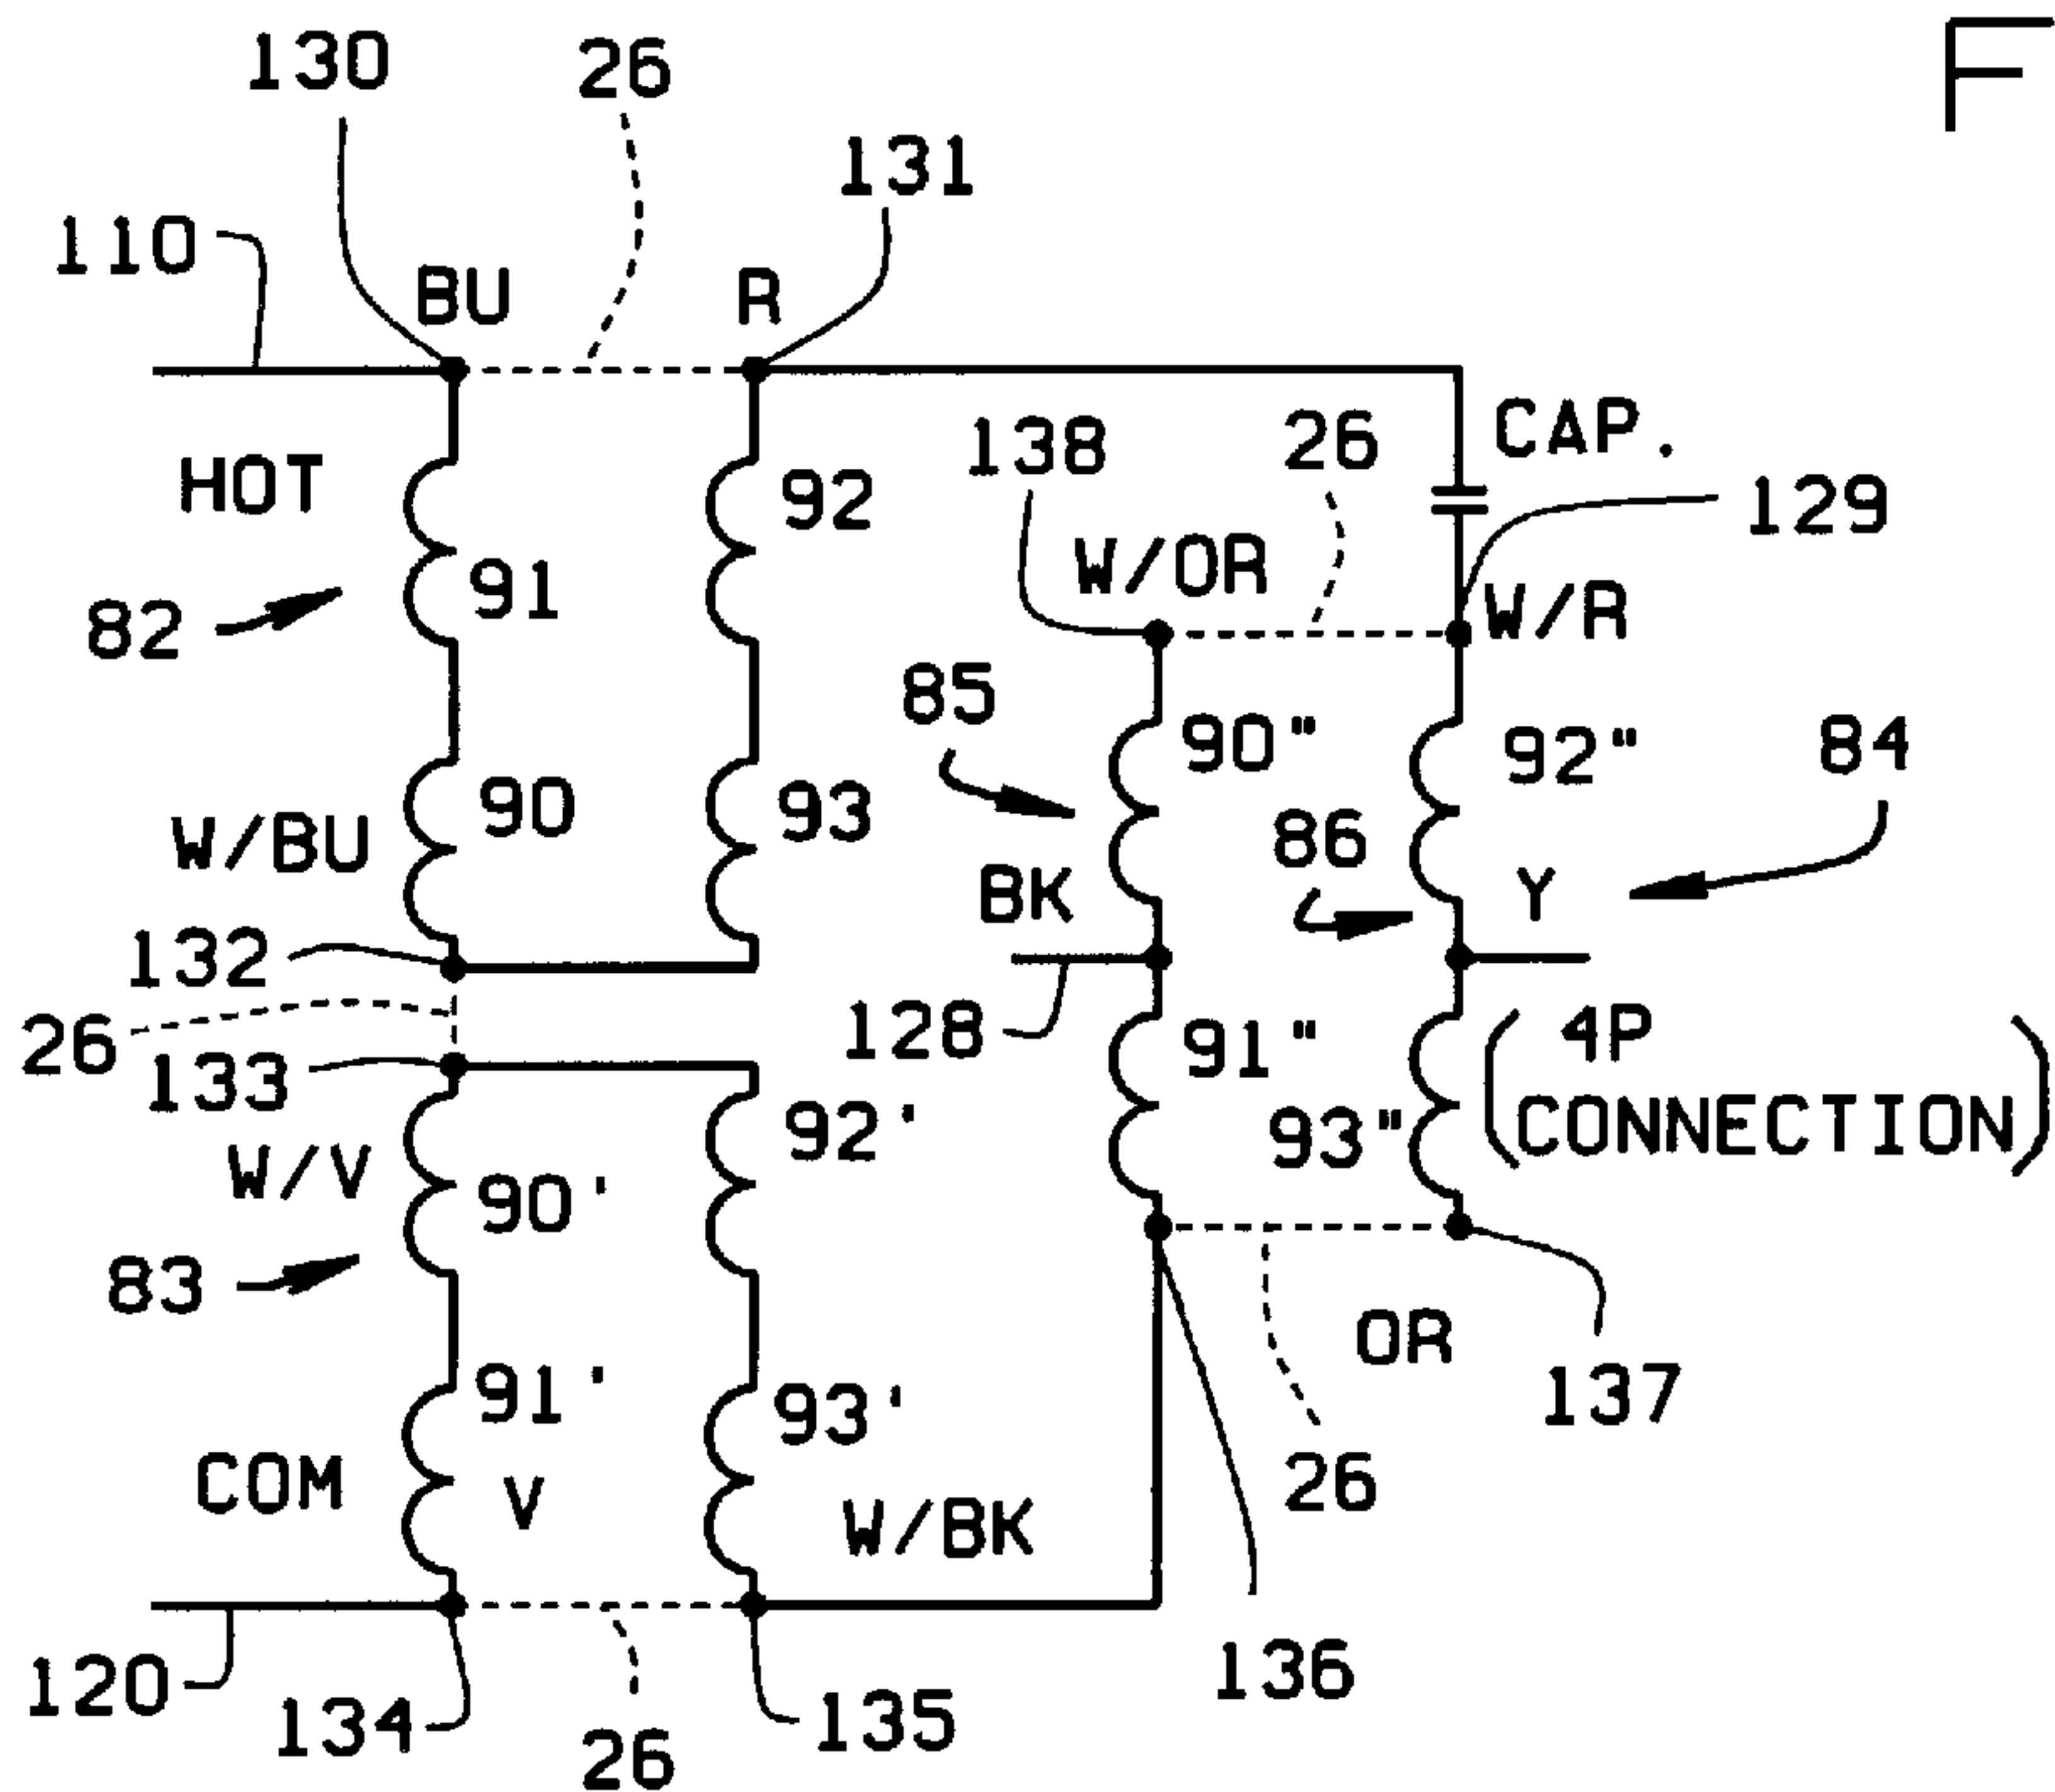 F
130
26
131
110
BU
R
HOT
92
138
26
CAP.
129
W/OR
W/R
91
82
85
90"
92"
84
W/BU
90
93
86
BK
Y
132
26
133
128
91"
4P
(CONNECTION)
92'
93"
W/V
90'
83
OR
137
91'
93'
COM
V
W/BK
26
136
120
134
26
135